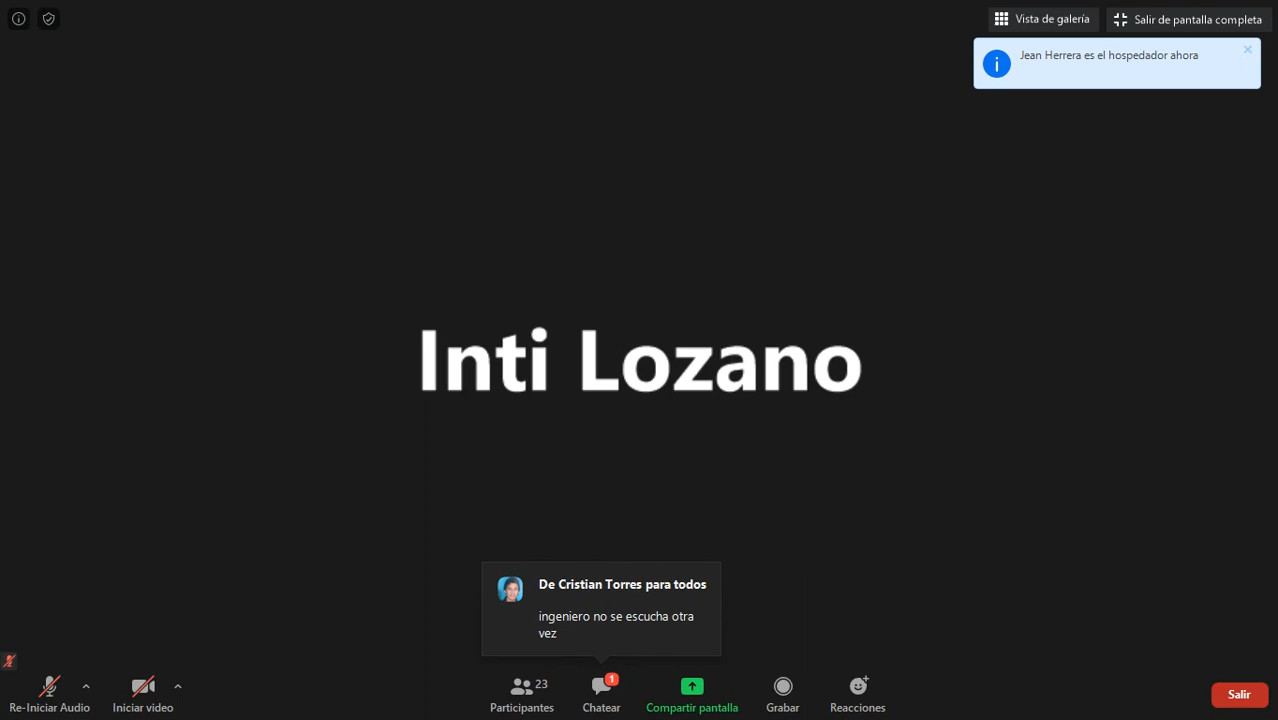 Vista de galería
Salir de pantalla completa
Jean Herrera es el hospedador ahora
Inti Lozano
De Cristian Torres para todos
ingeniero no se escucha otra
vez
23
1
Re-Iniciar Audio
Iniciar video
Participantes
Chatear
Compartir pantalla
Grabar
Reacciones
Salir